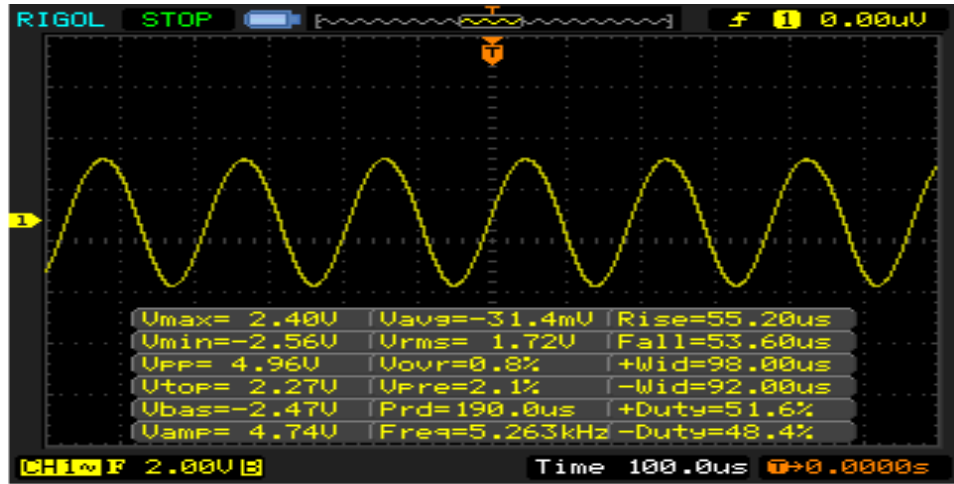 RIGOL STOP T 1 0.00uV
T
1
Vmax= 2.40V Vavg=-31.4mV Rise=55.20us
Vmin=-2.56V Vrms= 1.72V Fall=53.60us
Vpp= 4.96V Vovr=0.8% +Wid=98.00us
Vtop= 2.27V Vpre=2.1% -Wid=92.00us
Vbas=-2.47V Prd=190.0us +Duty=51.6%
Vamp= 4.74V Freq=5.263kHz -Duty=48.4%
CH1~ F 2.00V B Time 100.0us T→0.0000s